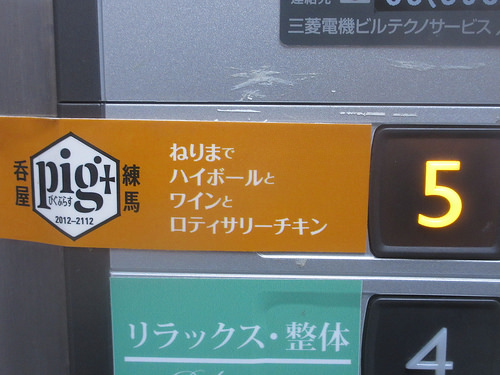 三菱電機ビルテクノサービス
呑屋
pig+
ぴぐぷらす
2012-2112
練馬
ねりまで
ハイボールと
ワインと
ロティサリーチキン
5
リラックス・整体
4